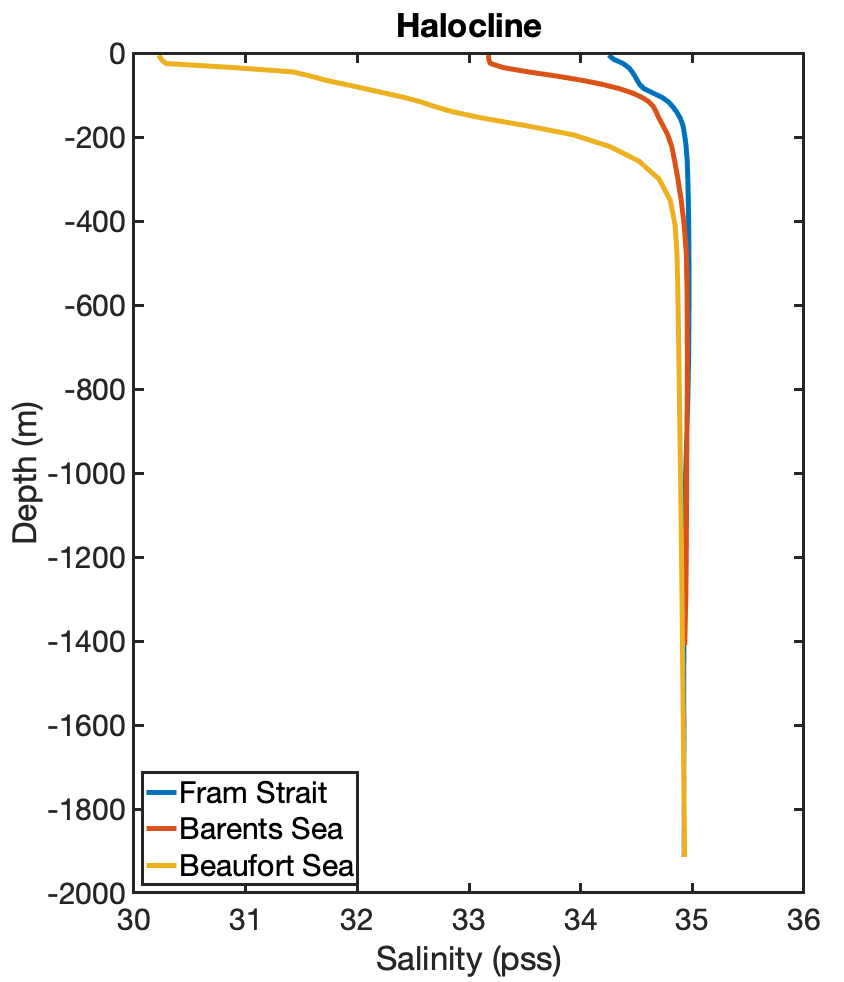 Halocline
0
-200
-400
-600
-800
-1000
-1200
-1400
-1600
-1800
-2000
Depth (m)
Fram Strait
Barents Sea
Beaufort Sea
30 31 32 33 34 35 36
Salinity (pss)